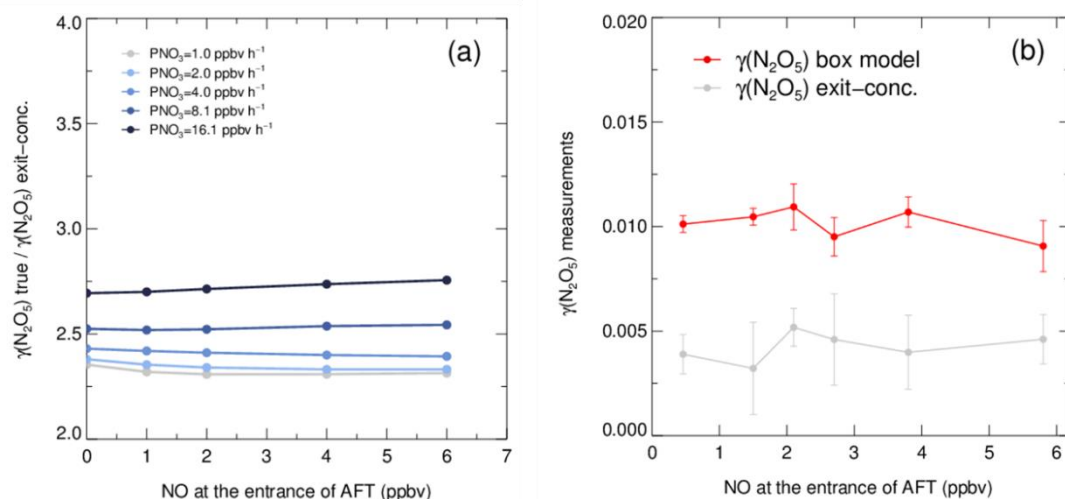 (a)
PNO₃=1.0 ppbv h⁻¹
PNO₃=2.0 ppbv h⁻¹
PNO₃=4.0 ppbv h⁻¹
PNO₃=8.1 ppbv h⁻¹
PNO₃=16.1 ppbv h⁻¹
4.0
3.5
3.0
2.5
2.0
γ(N₂O₅) true / γ(N₂O₅) exit−conc.
0 1 2 3 4 5 6 7
NO at the entrance of AFT (ppbv)
(b)
γ(N₂O₅) box model
γ(N₂O₅) exit−conc.
0.020
0.015
0.010
0.005
0.000
γ(N₂O₅) measurements
0 1 2 3 4 5 6
NO at the entrance of AFT (ppbv)